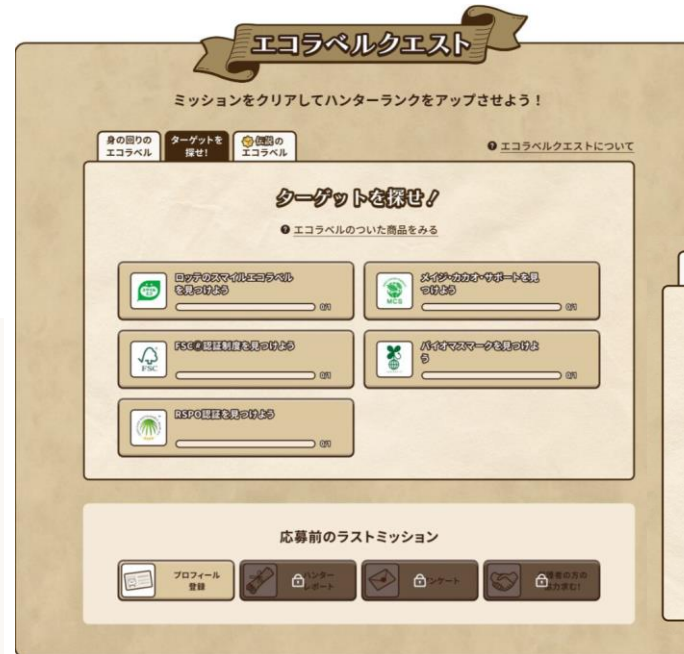 エコラベルクエスト
ミッションをクリアしてハンターランクをアップさせよう！
身の回りの
エコラベル
ターゲットを
探せ!
伝説の
エコラベル
? エコラベルクエストについて
ターゲットを探せ！
? エコラベルのついた商品をみる
ロッテのスマイルエコラベル
を見つけよう
0/1
メイジ・カカオ・サポートを見
つけよう
MCS
0/1
FSC®認証制度を見つけよう
FSC
0/1
バイオマスマークを見つけよ
う
0/1
RSPO認証を見つけよう
0/1
応募前のラストミッション
プロフィール
登録
ハンター
レポート
アンケート
の方の
協力求む!